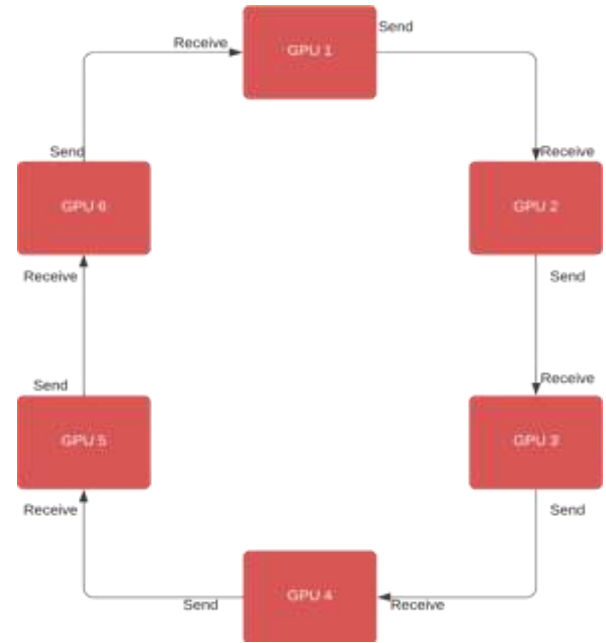 Send
Receive
GPU 1
Send
Receive
GPU 6
GPU 2
Receive
Send
Send
Receive
GPU 5
GPU 3
Receive
Send
GPU 4
Send
Receive